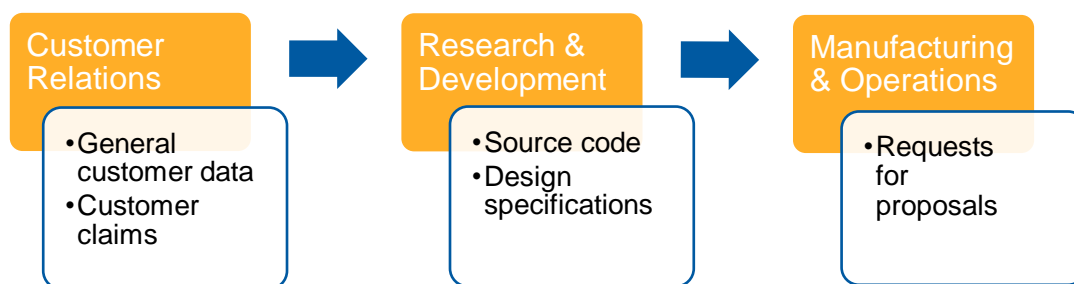 Customer
Relations
•General
customer data
•Customer
claims
Research &
Development
•Source code
•Design
specifications
Manufacturing
& Operations
•Requests
for
proposals